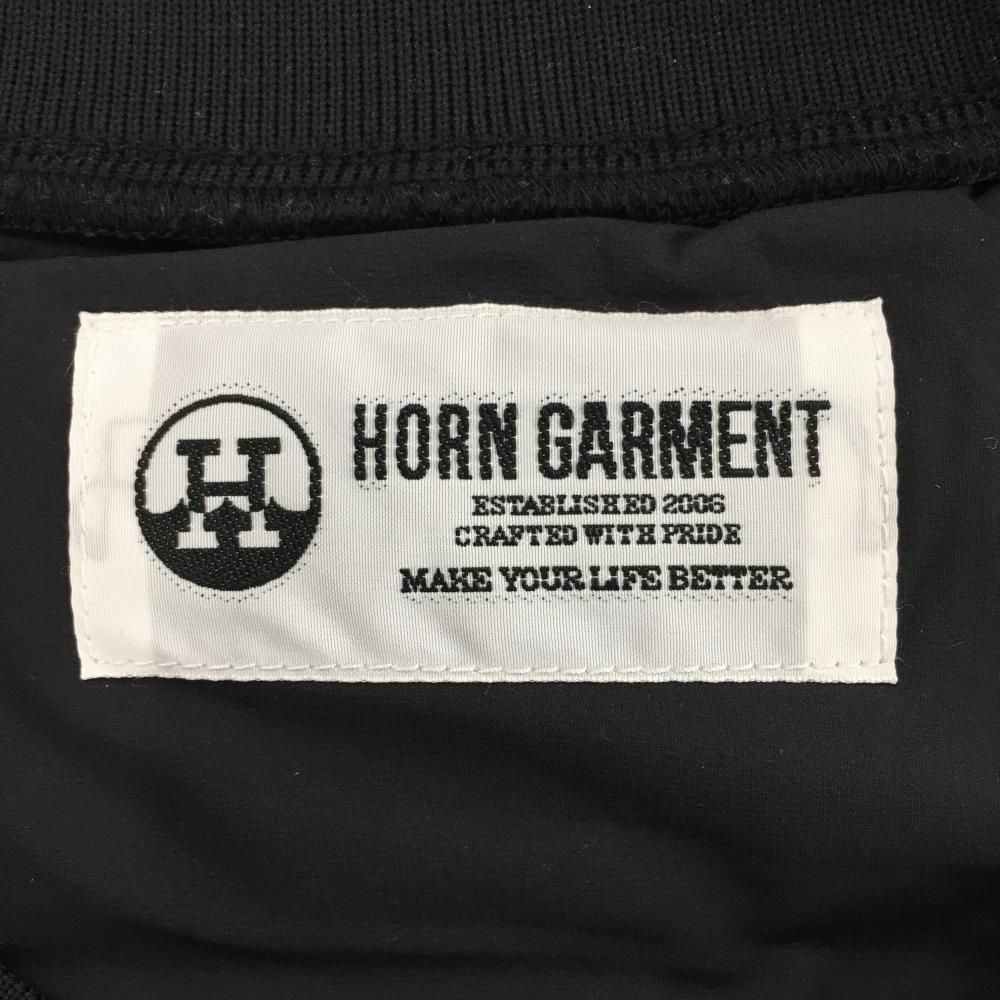 H
HORN GARMENT
ESTABLISHED 2006
CRAFTED WITH PRIDE
MAKE YOUR LIFE BETTER